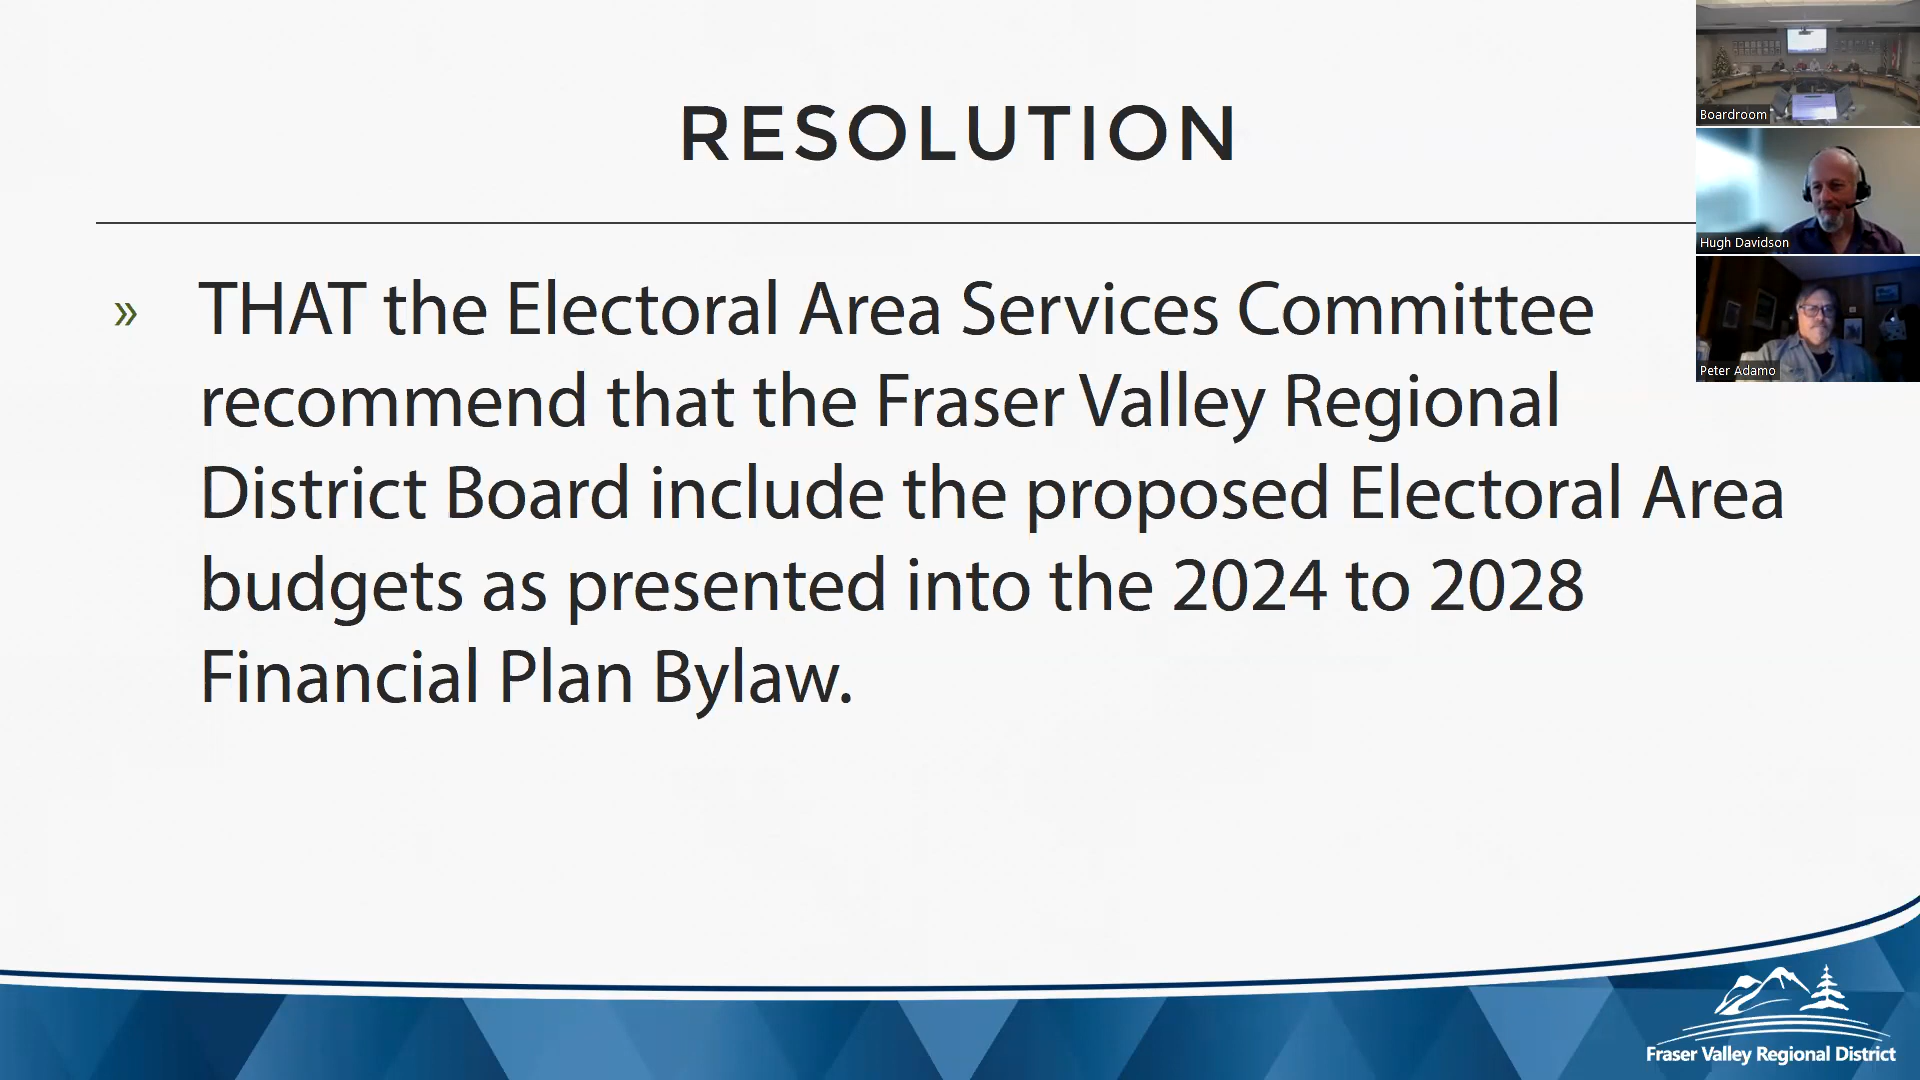 RESOLUTION
» THAT the Electoral Area Services Committee
recommend that the Fraser Valley Regional
District Board include the proposed Electoral Area
budgets as presented into the 2024 to 2028
Financial Plan Bylaw.
Boardroom
Hugh Davidson
Peter Adamo
Fraser Valley Regional District